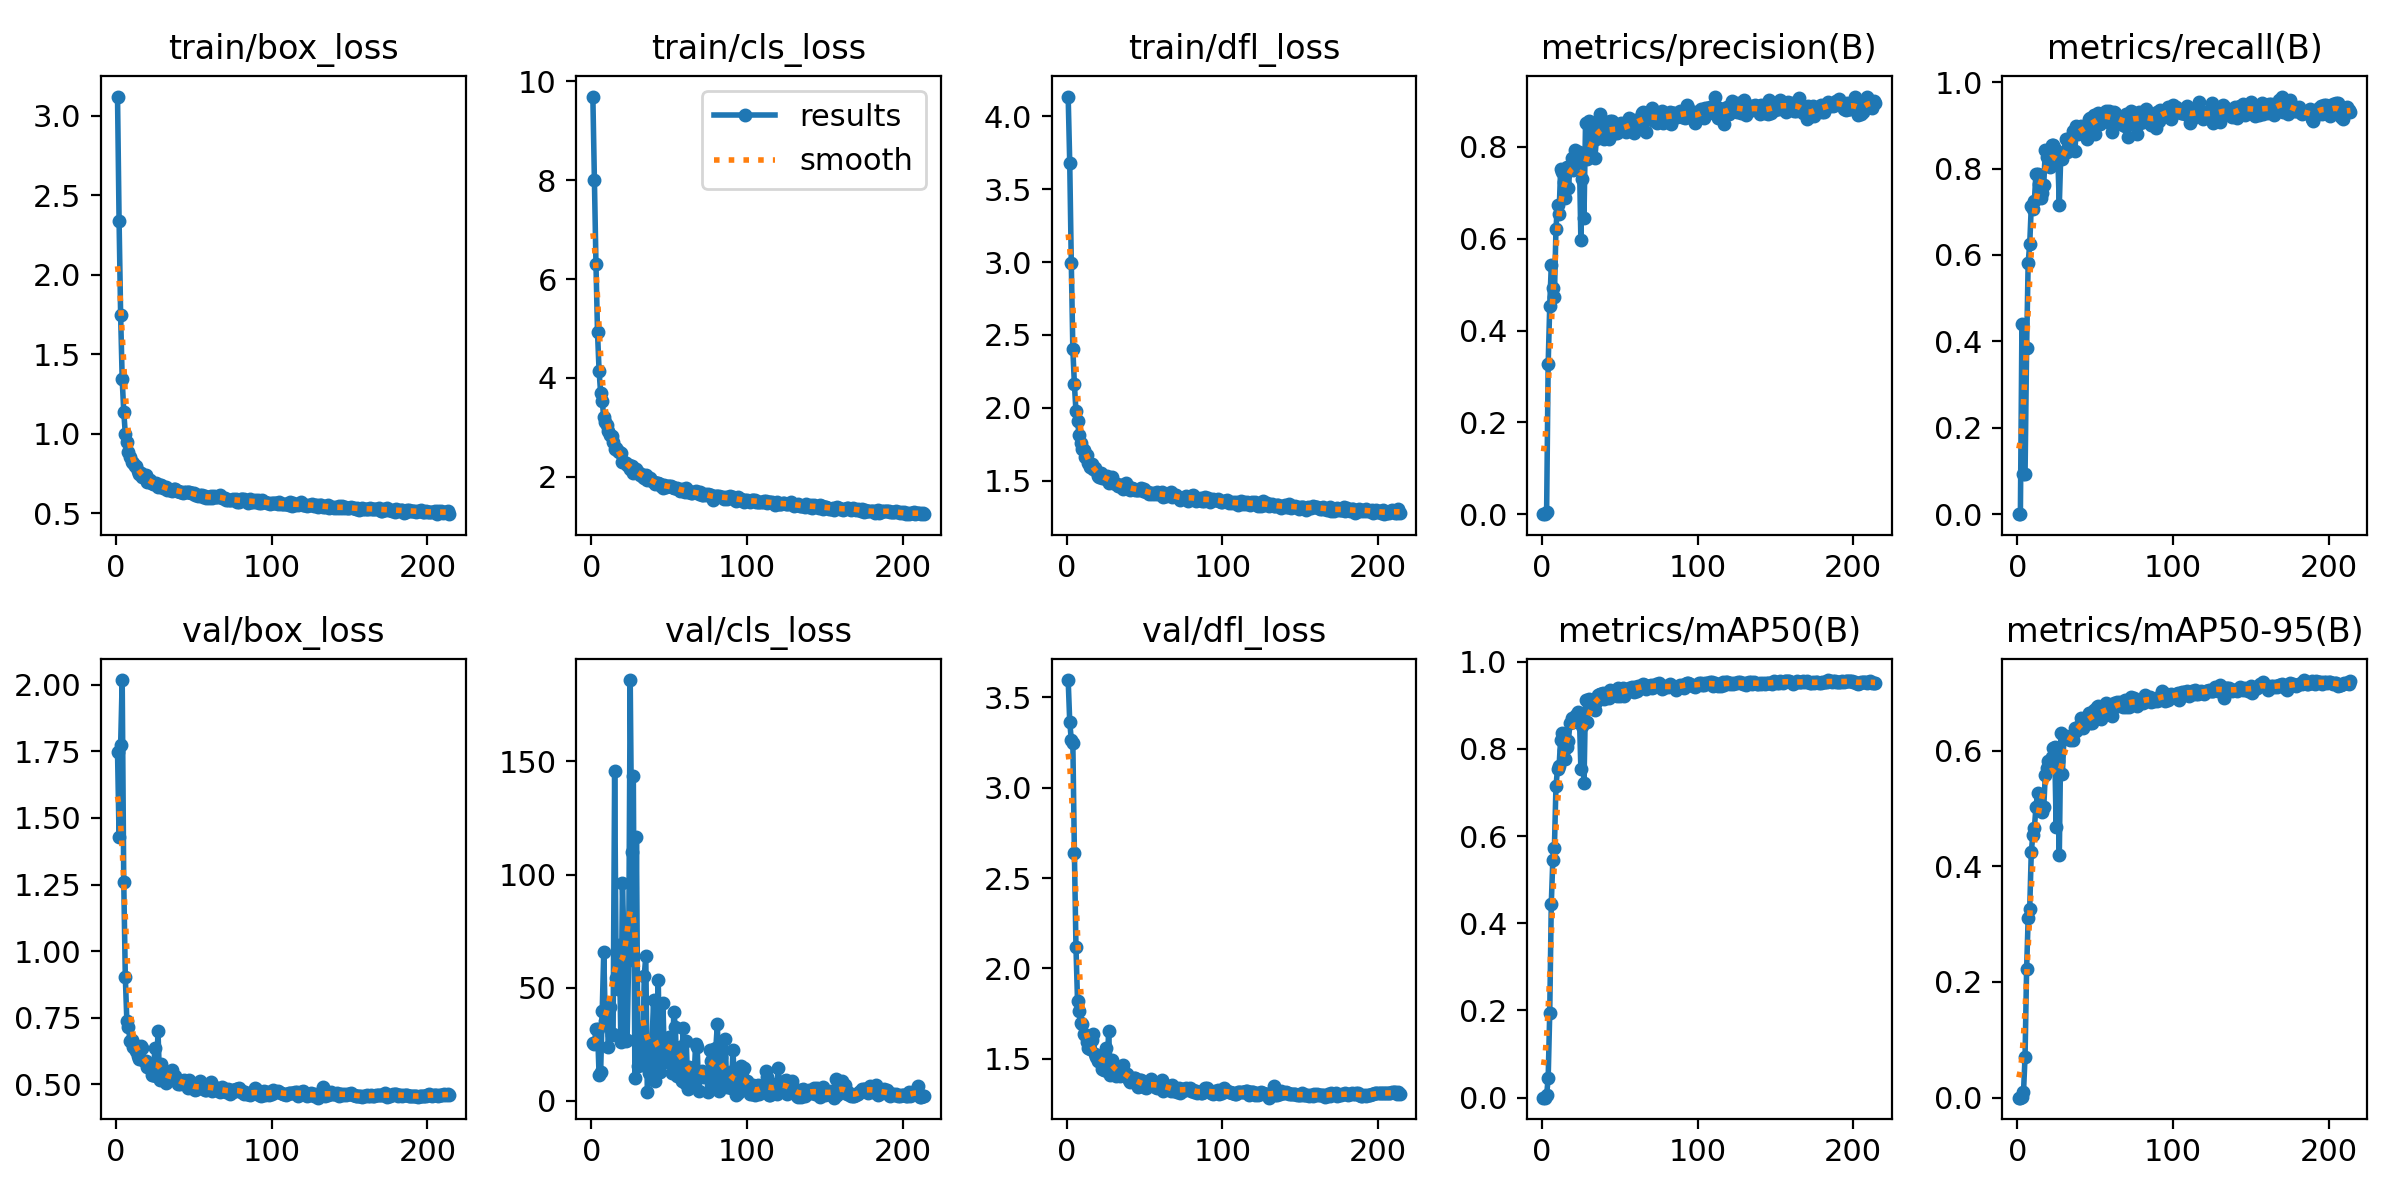 train/box_loss
train/cls_loss
train/dfl_loss
metrics/precision(B)
metrics/recall(B)
3.0
2.5
2.0
1.5
1.0
0.5
0 100 200
10
8
6
4
2
0 100 200
results
smooth
4.0
3.5
3.0
2.5
2.0
1.5
0 100 200
0.8
0.6
0.4
0.2
0.0
0 100 200
1.0
0.8
0.6
0.4
0.2
0.0
0 100 200
val/box_loss
val/cls_loss
val/dfl_loss
metrics/mAP50(B)
metrics/mAP50-95(B)
2.00
1.75
1.50
1.25
1.00
0.75
0.50
0 100 200
150
100
50
0
0 100 200
3.5
3.0
2.5
2.0
1.5
0 100 200
1.0
0.8
0.6
0.4
0.2
0.0
0 100 200
0.6
0.4
0.2
0.0
0 100 200